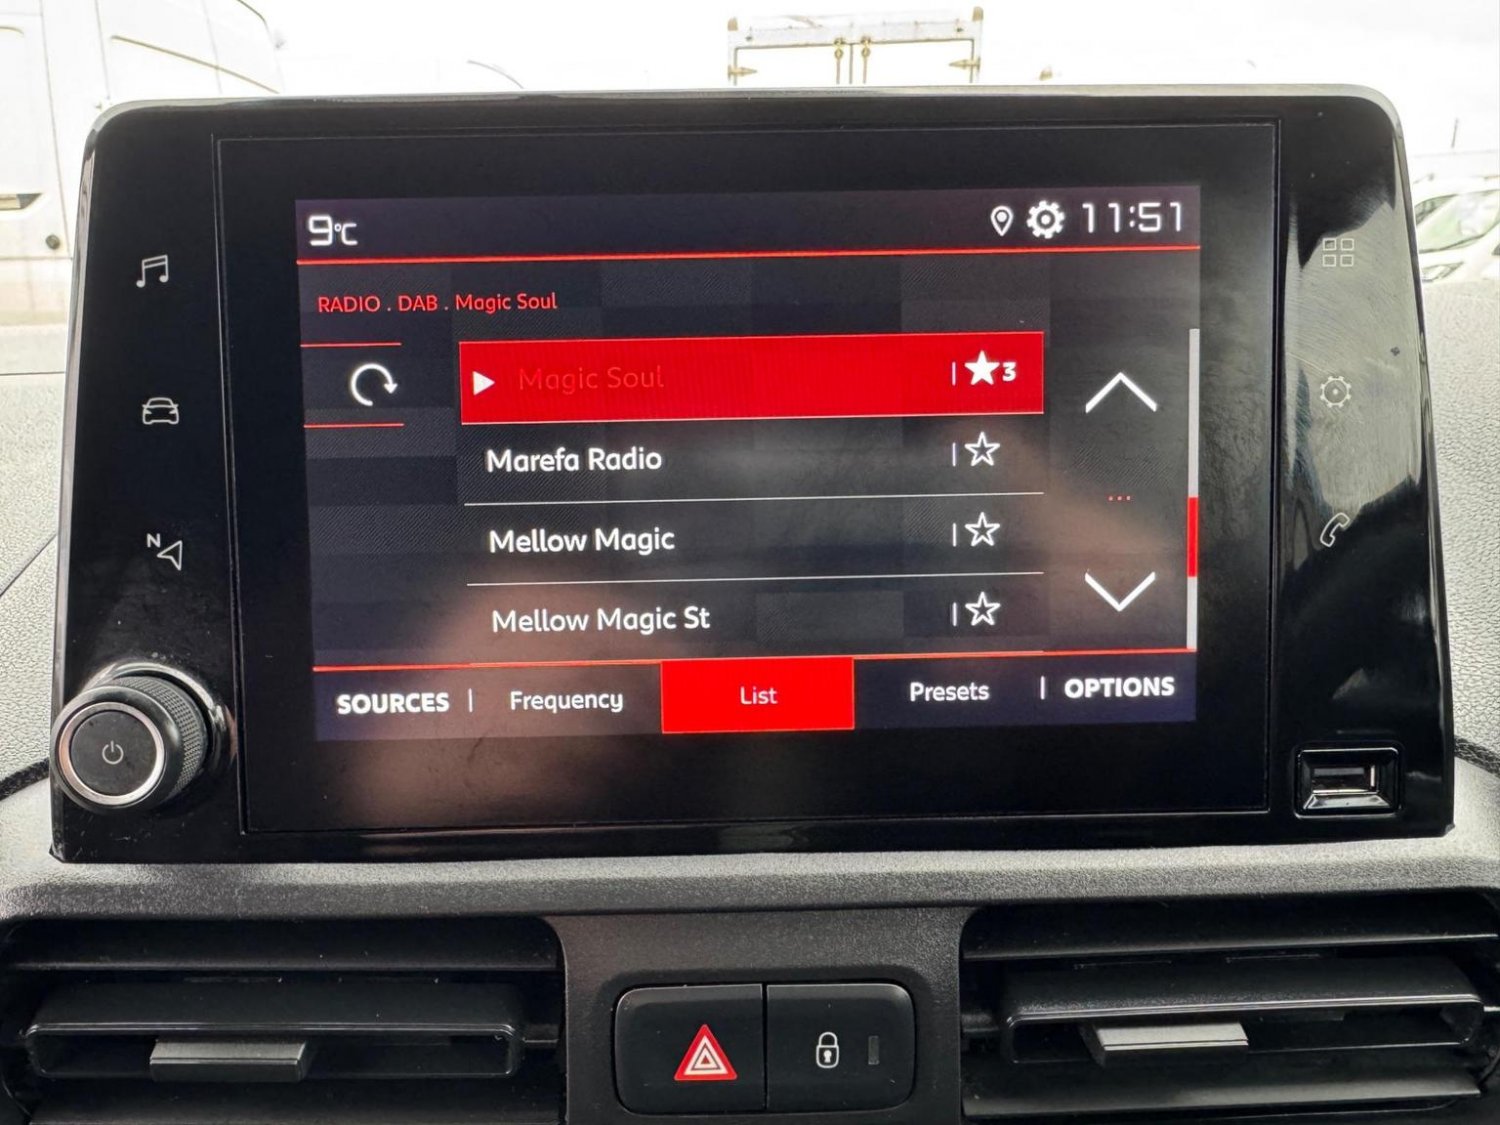 9°C 11:51
RADIO . DAB . Magic Soul
Magic Soul 3
Marefa Radio
Mellow Magic
Mellow Magic St
SOURCES Frequency List Presets OPTIONS
N